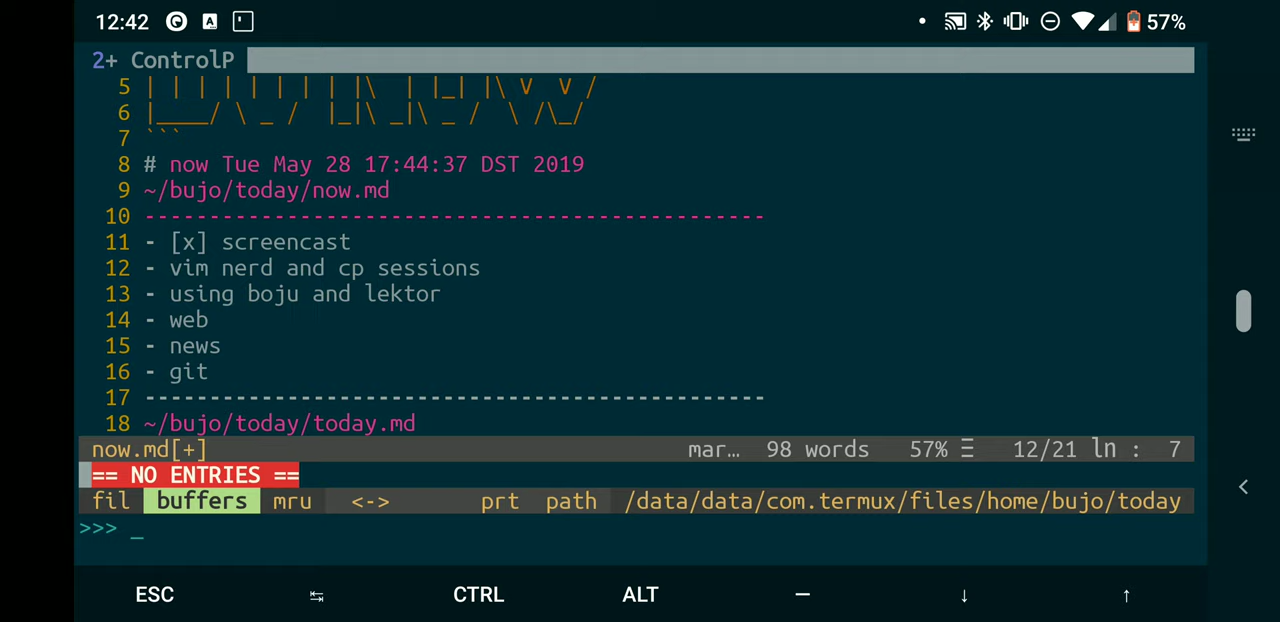 12:42 57%
2+ ControlP
5 | | | | | | | | |\ | |_| |\ V V /
6 |____/ \ _ / |_|\ _|\ _ / \ /\_/
7 ```
8 # now Tue May 28 17:44:37 DST 2019
9 ~/bujo/today/now.md
10 ------------------------------------------------
11 - [x] screencast
12 - vim nerd and cp sessions
13 - using boju and lektor
14 - web
15 - news
16 - git
17 ------------------------------------------------
18 ~/bujo/today/today.md
now.md[+] mar… 98 words 57% Ξ 12/21 ln : 7
== NO ENTRIES ==
fil buffers mru <-> prt path /data/data/com.termux/files/home/bujo/today
>>> _
ESC ↹ CTRL ALT — ↓ ↑